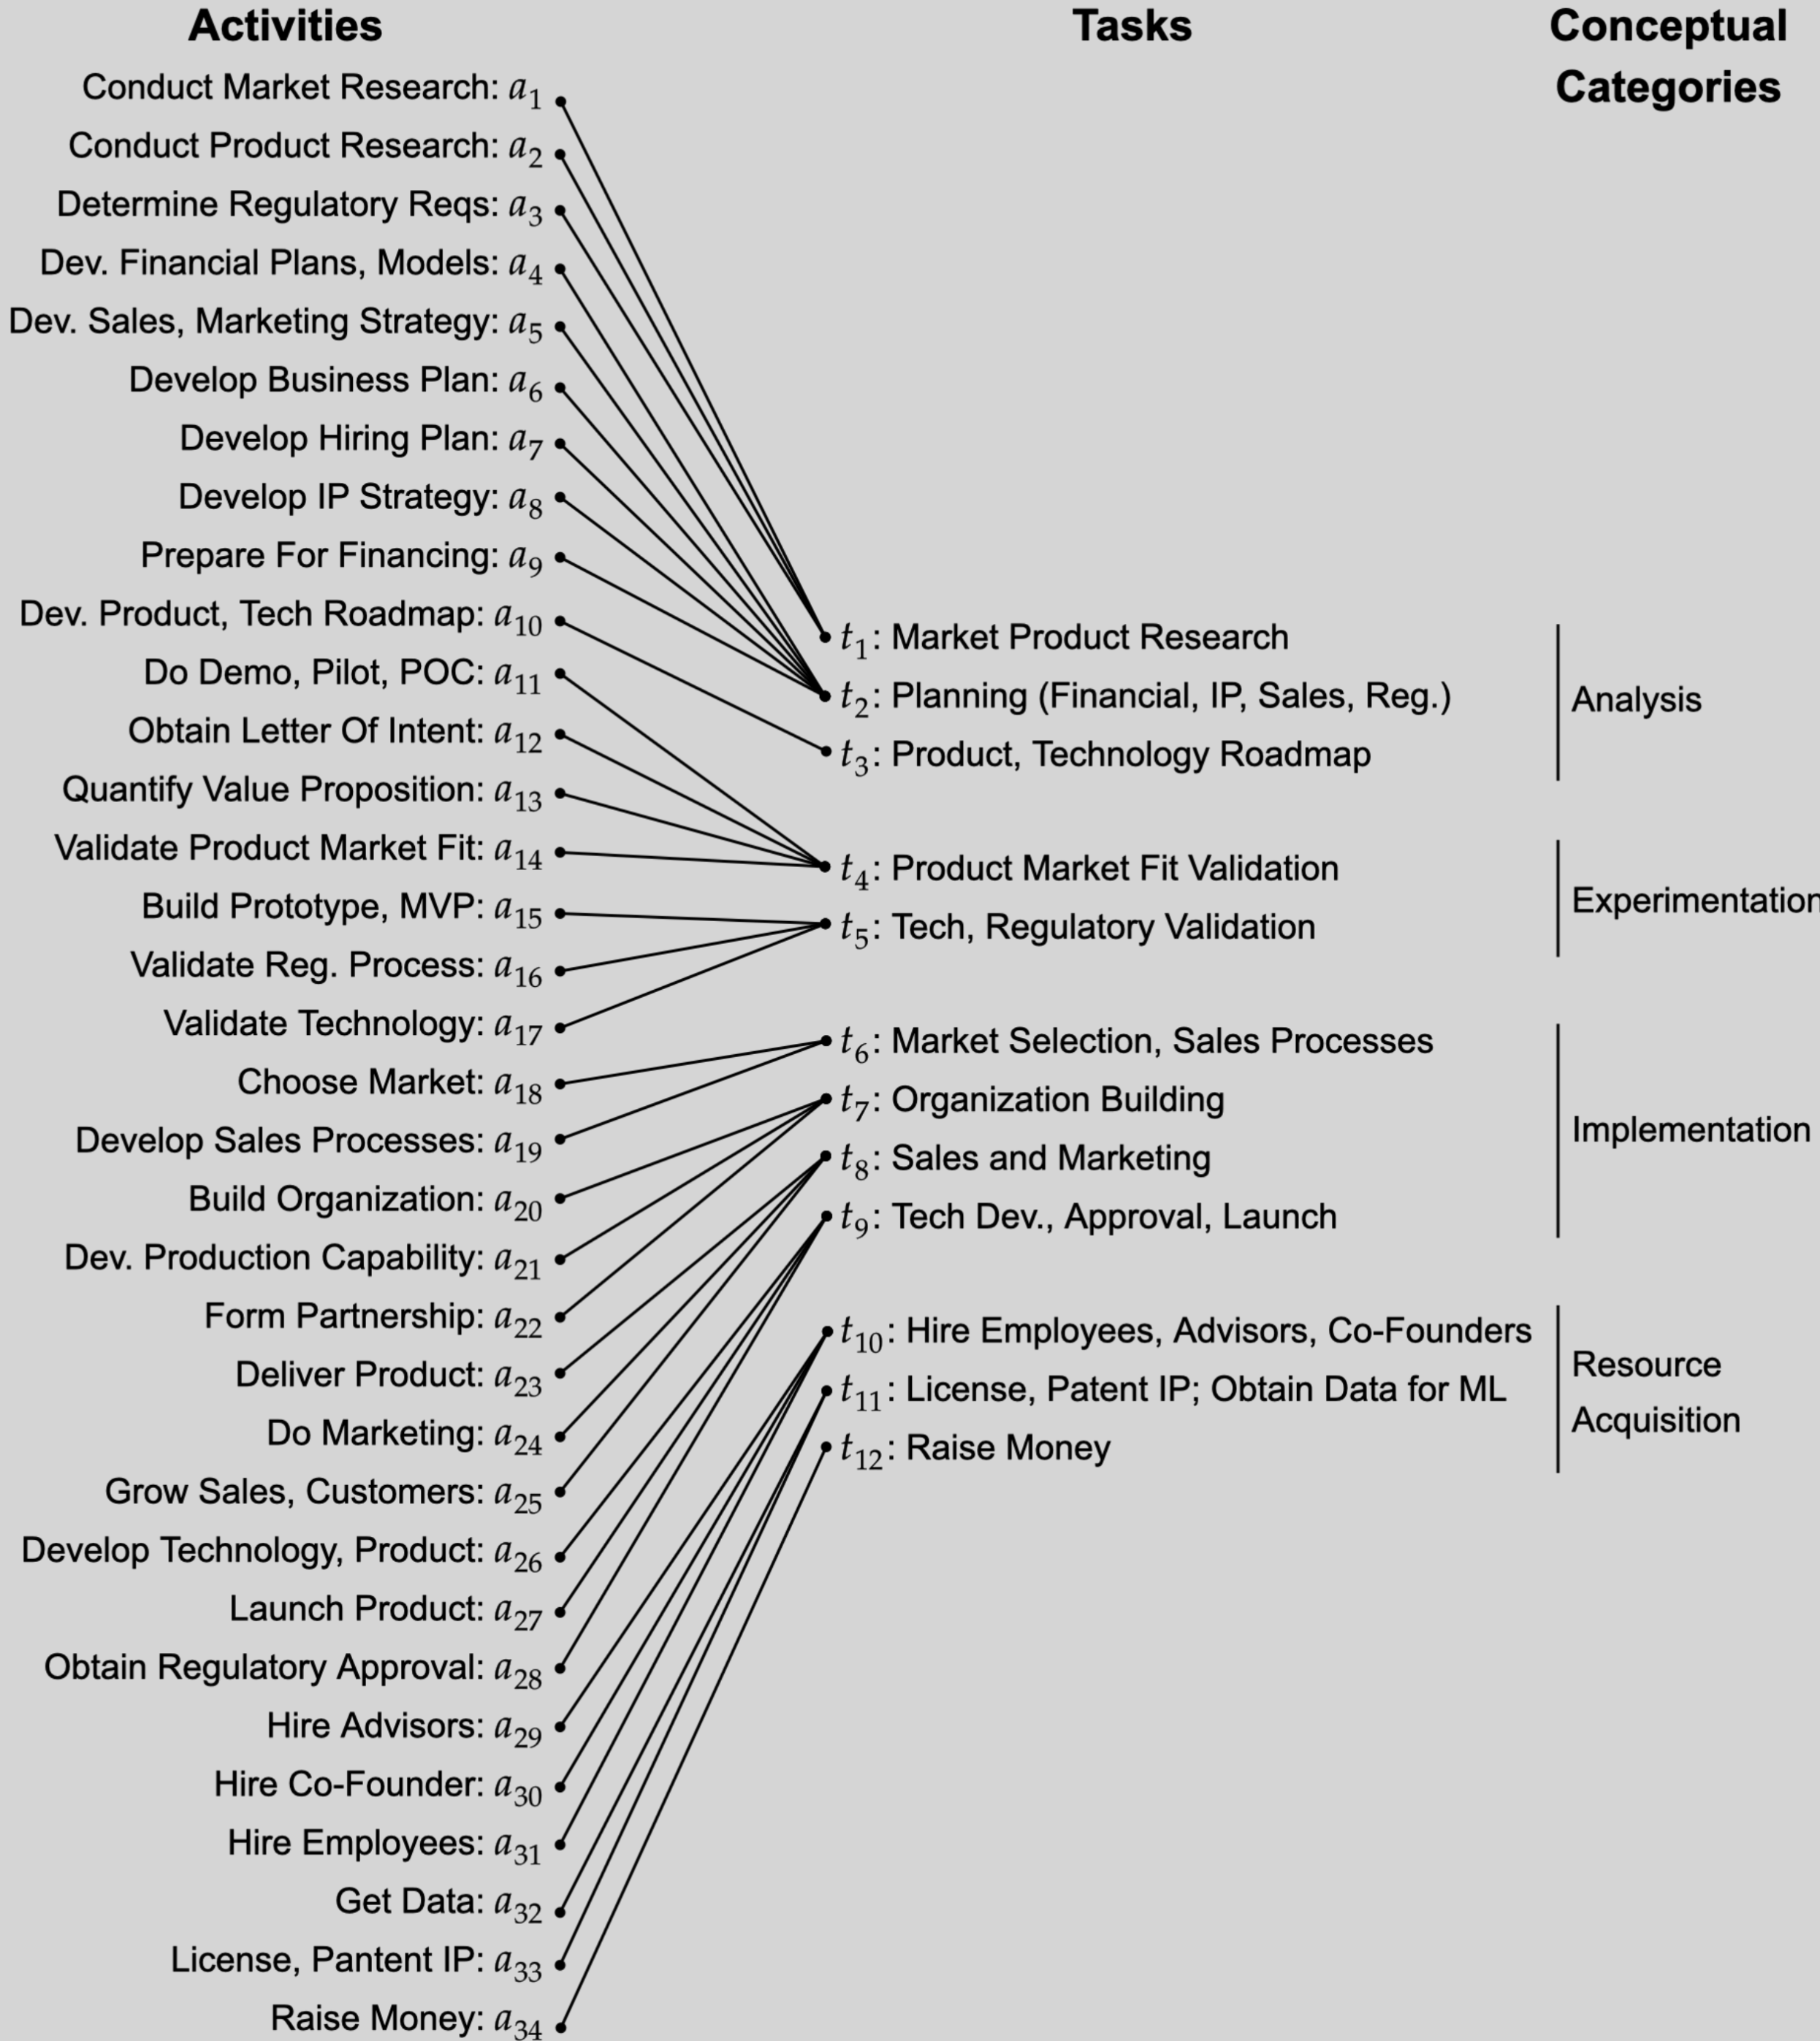 Activities
Conduct Market Research: a1
Conduct Product Research: a2
Determine Regulatory Reqs: a3
Dev. Financial Plans, Models: a4
Dev. Sales, Marketing Strategy: a5
Develop Business Plan: a6
Develop Hiring Plan: a7
Develop IP Strategy: a8
Prepare For Financing: a9
Dev. Product, Tech Roadmap: a10
Do Demo, Pilot, POC: a11
Obtain Letter Of Intent: a12
Quantify Value Proposition: a13
Validate Product Market Fit: a14
Build Prototype, MVP: a15
Validate Reg. Process: a16
Validate Technology: a17
Choose Market: a18
Develop Sales Processes: a19
Build Organization: a20
Dev. Production Capability: a21
Form Partnership: a22
Deliver Product: a23
Do Marketing: a24
Grow Sales, Customers: a25
Develop Technology, Product: a26
Launch Product: a27
Obtain Regulatory Approval: a28
Hire Advisors: a29
Hire Co-Founder: a30
Hire Employees: a31
Get Data: a32
License, Pantent IP: a33
Raise Money: a34
Tasks
t1: Market Product Research
t2: Planning (Financial, IP, Sales, Reg.)
t3: Product, Technology Roadmap
t4: Product Market Fit Validation
t5: Tech, Regulatory Validation
t6: Market Selection, Sales Processes
t7: Organization Building
t8: Sales and Marketing
t9: Tech Dev., Approval, Launch
t10: Hire Employees, Advisors, Co-Founders
t11: License, Patent IP; Obtain Data for ML
t12: Raise Money
Conceptual
Categories
Analysis
Experimentation
Implementation
Resource
Acquisition